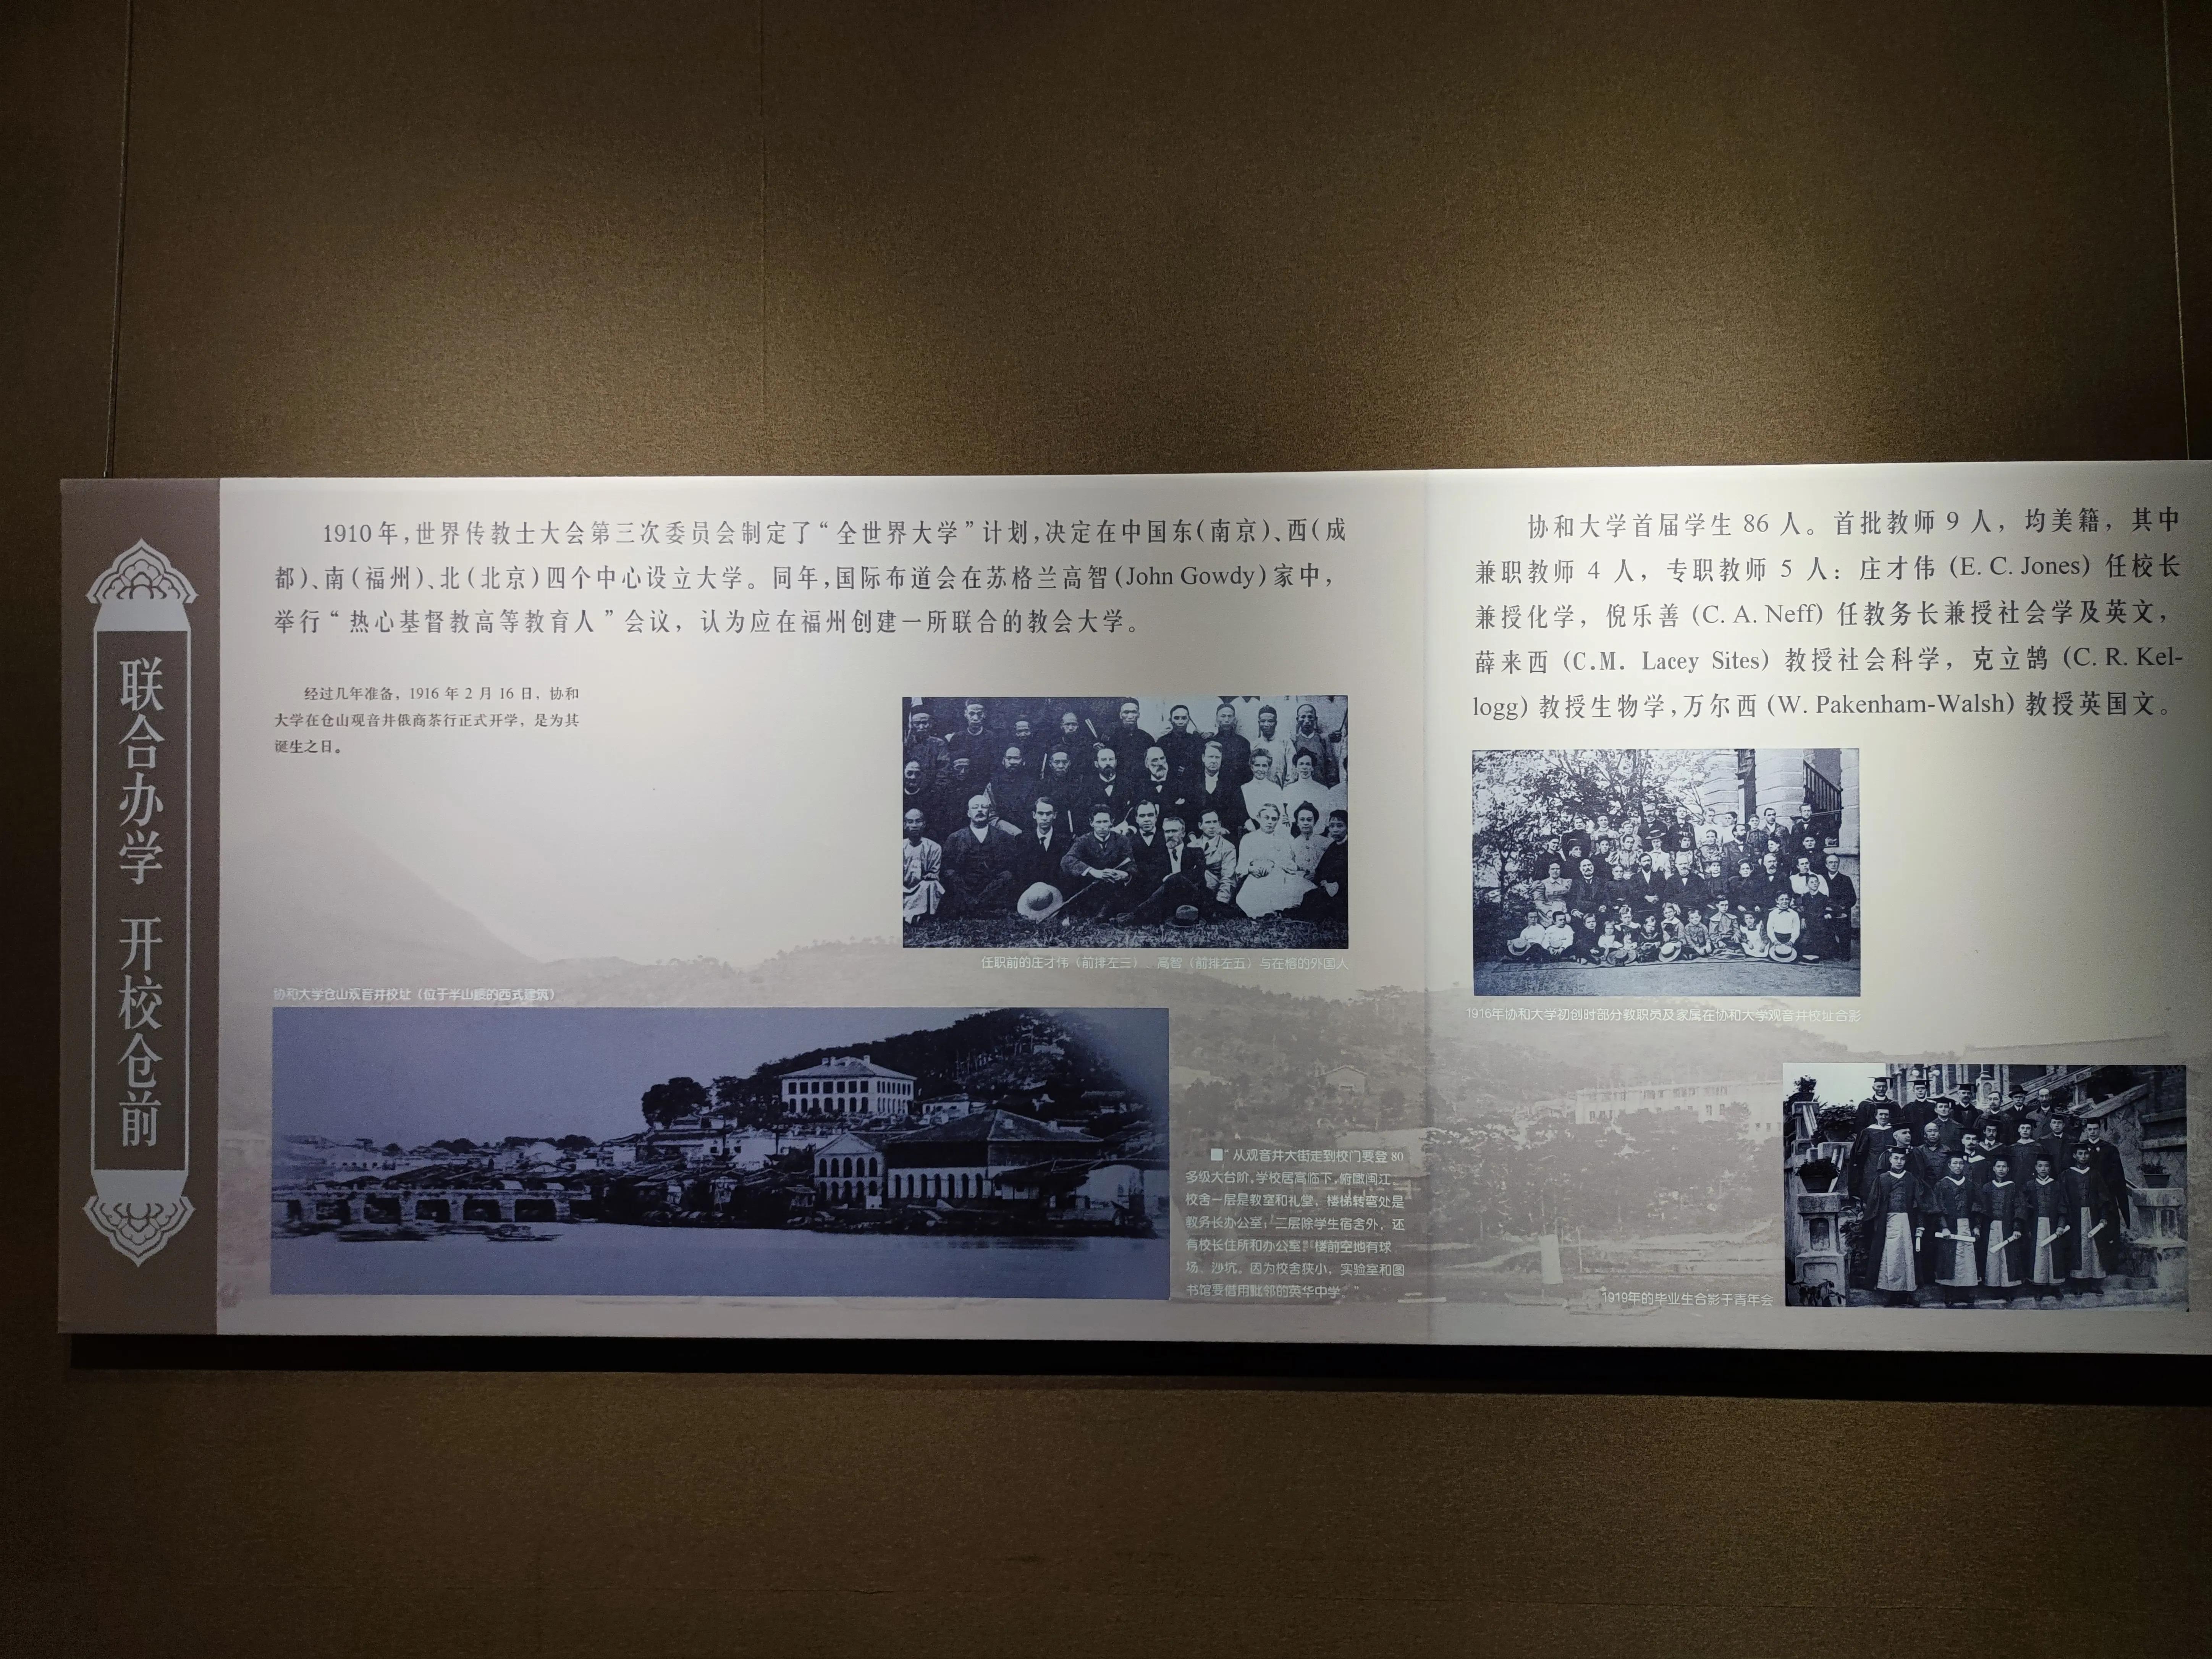 联合办学 开校仓前
1910年,世界传教士大会第三次委员会制定了“全世界大学”计划,决定在中国东(南京)、西(成
都)、南(福州)、北(北京)四个中心设立大学。同年,国际布道会在苏格兰高智(John Gowdy)家中,
举行“热心基督教高等教育人”会议,认为应在福州创建一所联合的教会大学。
经过几年准备,1916 年 2 月 16 日,协和
大学在仓山观音井俄商茶行正式开学,是为其
诞生之日。
任职前的庄才伟(前排左三)、高智(前排左五)与在榕的外国人
协和大学仓山观音井校址(位于半山腰的西式建筑)
■“从观音井大街走到校门要登 80
多级大台阶,学校居高临下,俯瞰闽江,
校舍一层是教室和礼堂、楼梯转弯处是
教务长办公室;二层除学生宿舍外,还
有校长住所和办公室。楼前空地有球
场、沙坑。因为校舍狭小,实验室和图
书馆要借用毗邻的英华中学。”
协和大学首届学生 86 人。首批教师 9 人,均美籍,其中
兼职教师 4 人,专职教师 5 人:庄才伟 (E. C. Jones) 任校长
兼授化学,倪乐善 (C. A. Neff) 任教务长兼授社会学及英文,
薛来西 (C.M. Lacey Sites) 教授社会科学,克立鹄 (C. R. Kel-
logg) 教授生物学,万尔西 (W. Pakenham-Walsh) 教授英国文。
1916年协和大学初创时部分教职员及家属在协和大学观音井校址合影
1919年的毕业生合影于青年会